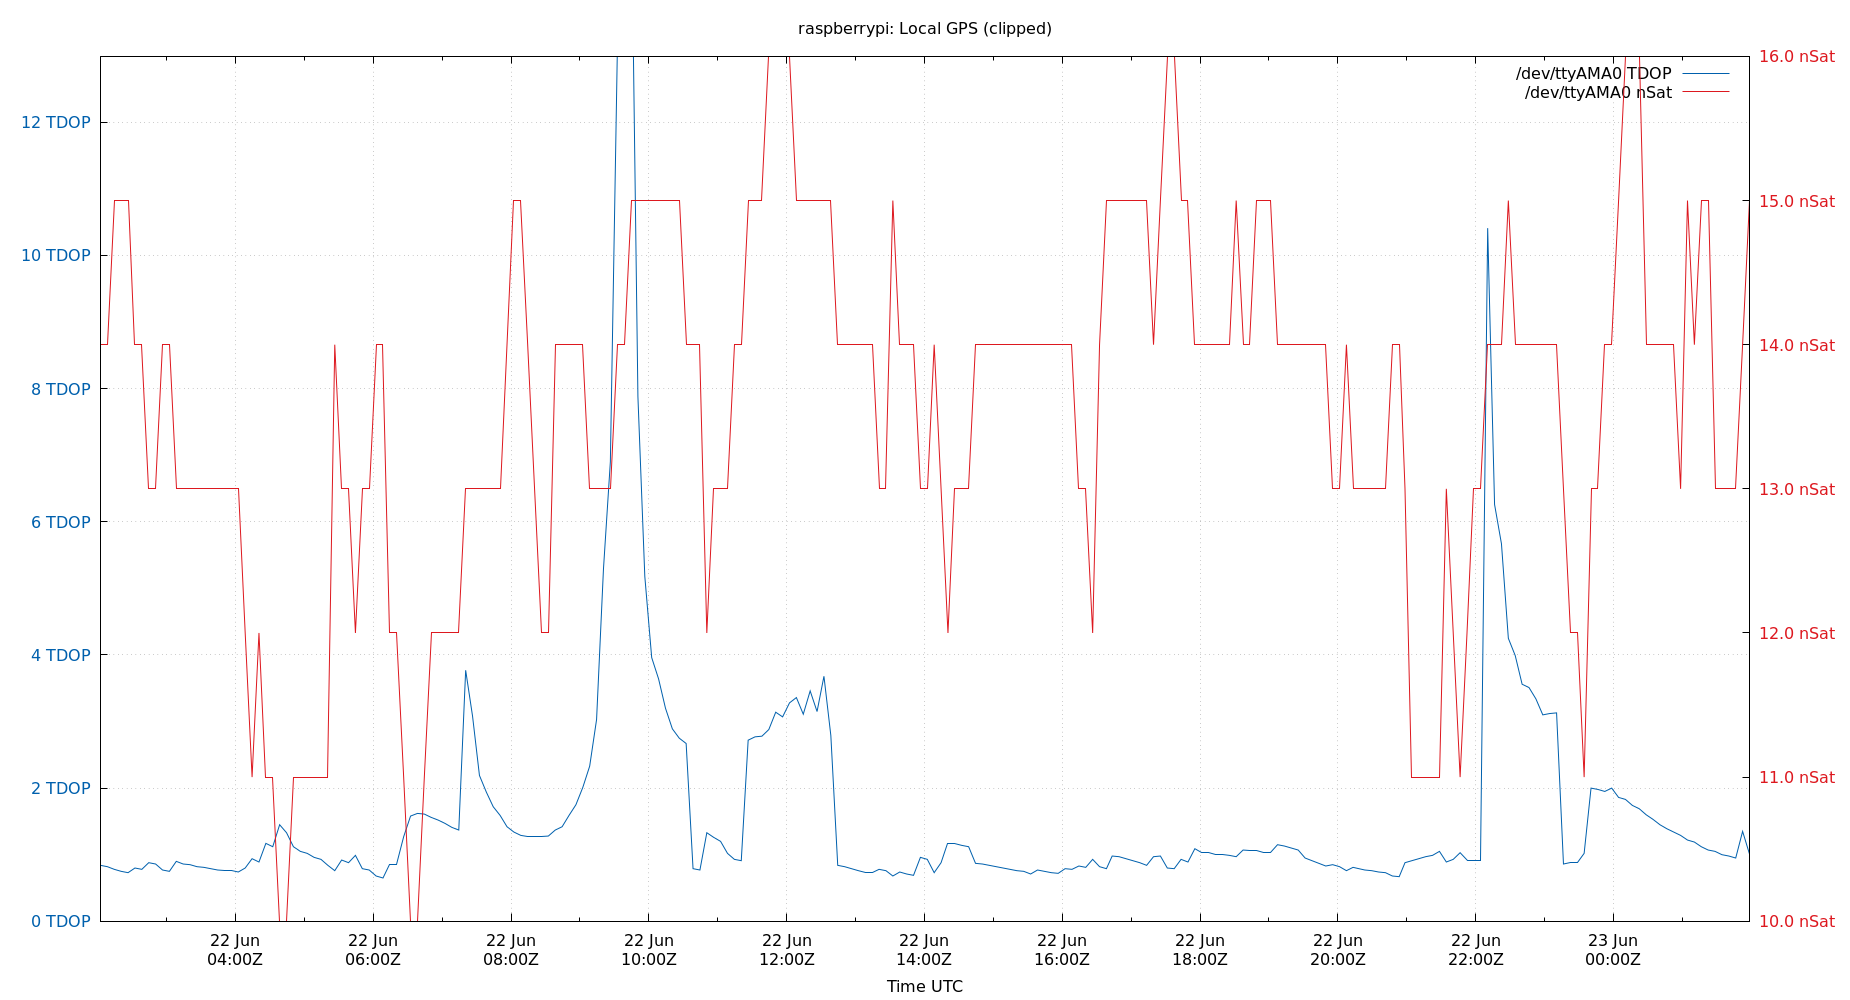 raspberrypi: Local GPS (clipped)
/dev/ttyAMA0 TDOP
/dev/ttyAMA0 nSat
12 TDOP
10 TDOP
8 TDOP
6 TDOP
4 TDOP
2 TDOP
0 TDOP
16.0 nSat
15.0 nSat
14.0 nSat
13.0 nSat
12.0 nSat
11.0 nSat
10.0 nSat
22 Jun
04:00Z
22 Jun
06:00Z
22 Jun
08:00Z
22 Jun
10:00Z
22 Jun
12:00Z
22 Jun
14:00Z
22 Jun
16:00Z
22 Jun
18:00Z
22 Jun
20:00Z
22 Jun
22:00Z
23 Jun
00:00Z
Time UTC